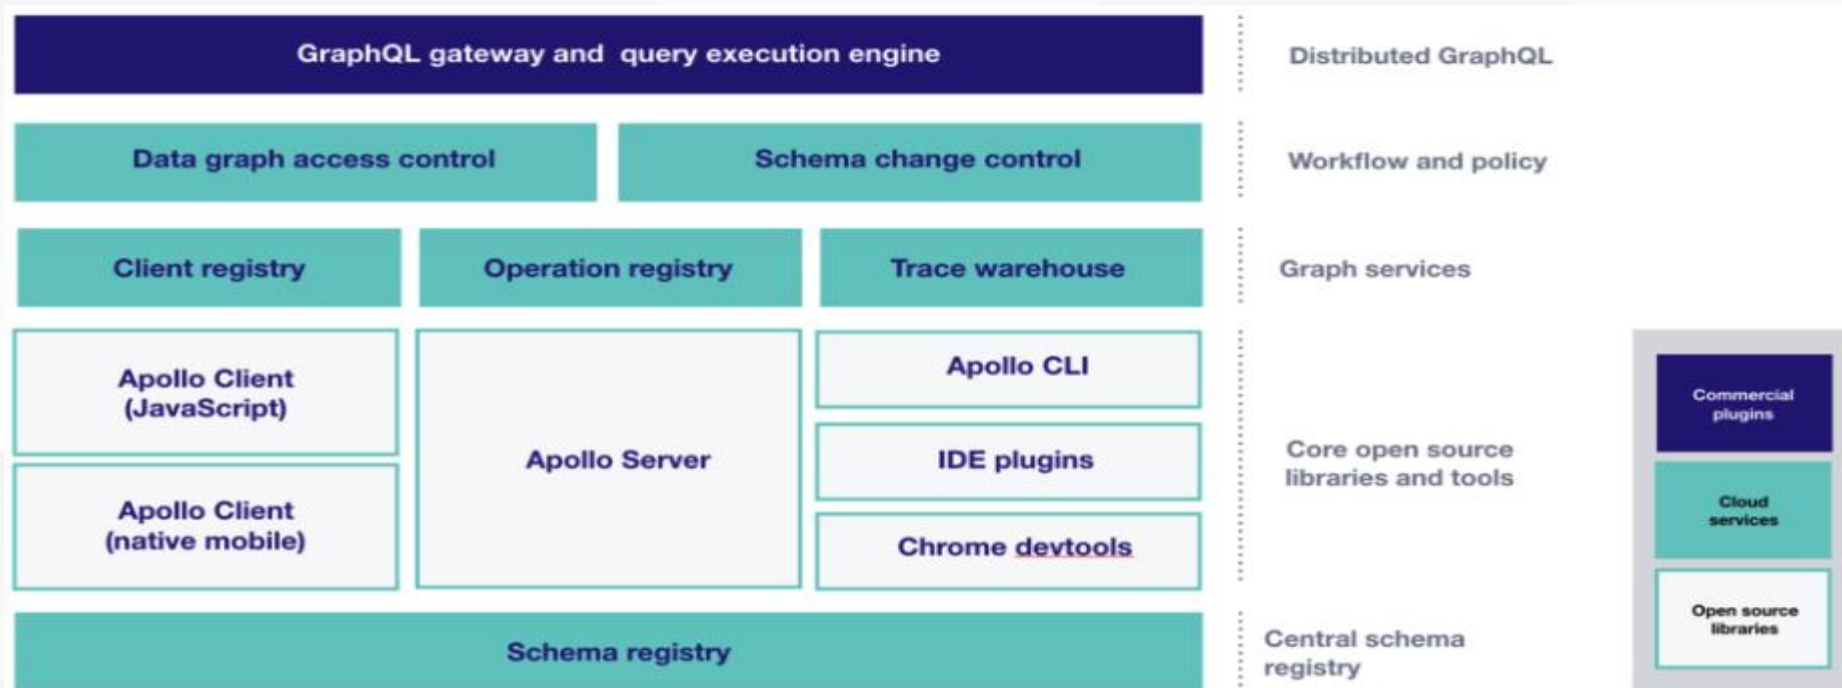 GraphQL gateway and query execution engine
Distributed GraphQL
Data graph access control
Schema change control
Workflow and policy
Client registry
Operation registry
Trace warehouse
Graph services
Apollo Client
(JavaScript)
Apollo Client
(native mobile)
Apollo Server
Apollo CLI
IDE plugins
Chrome devtools
Core open source
libraries and tools
Schema registry
Central schema
registry
Commercial
plugins
Cloud
services
Open source
libraries